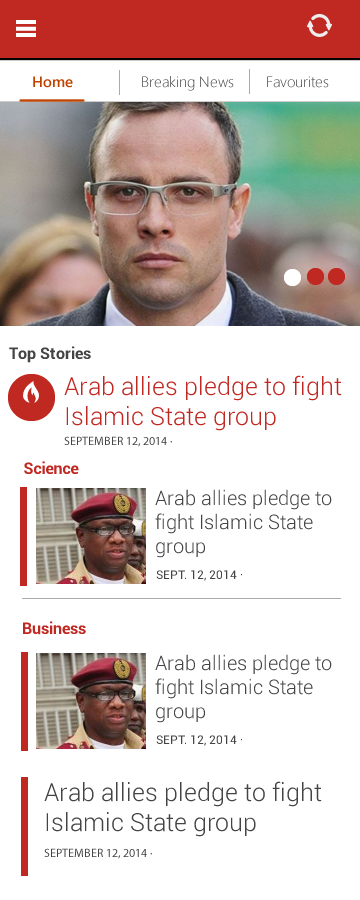 Home
Breaking News
Favourites
Top Stories
Arab allies pledge to fight
Islamic State group
SEPTEMBER 12, 2014 ·
Science
Arab allies pledge to
fight Islamic State
group
SEPT. 12, 2014 ·
Business
Arab allies pledge to
fight Islamic State
group
SEPT. 12, 2014 ·
Arab allies pledge to fight
Islamic State group
SEPTEMBER 12, 2014 ·